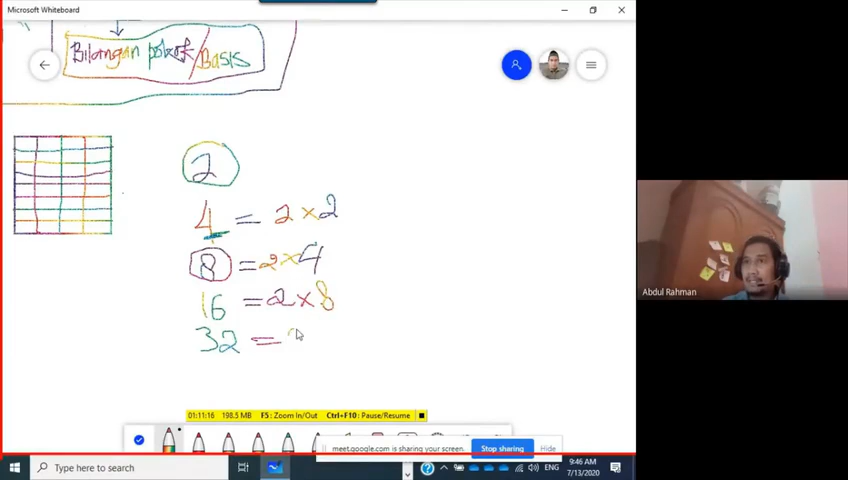 Microsoft Whiteboard
Bilangan pokok/Basis
2
4 = 2 × 2
8 = 2 × 4
16 = 2 × 8
32 =
Abdul Rahman
01:11:16 198.5 MB F5: Zoom In/Out Ctrl+F10: Pause/Resume
meet.google.com is sharing your screen. Stop sharing Hide
Type here to search
ENG
9:46 AM
7/13/2020